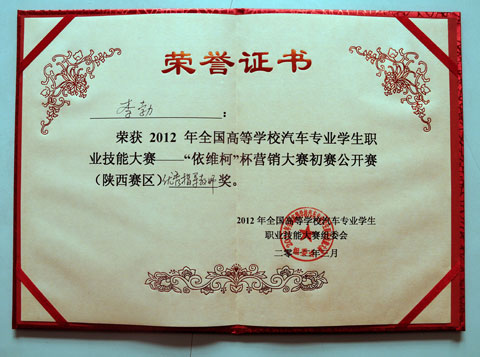 荣誉证书
李勃：
荣获 2012 年全国高等学校汽车专业学生职
业技能大赛——“依维柯”杯营销大赛初赛公开赛
（陕西赛区）优秀指导教师奖。
2012 年全国高等学校汽车专业学生
职业技能大赛组委会
二零 年三月